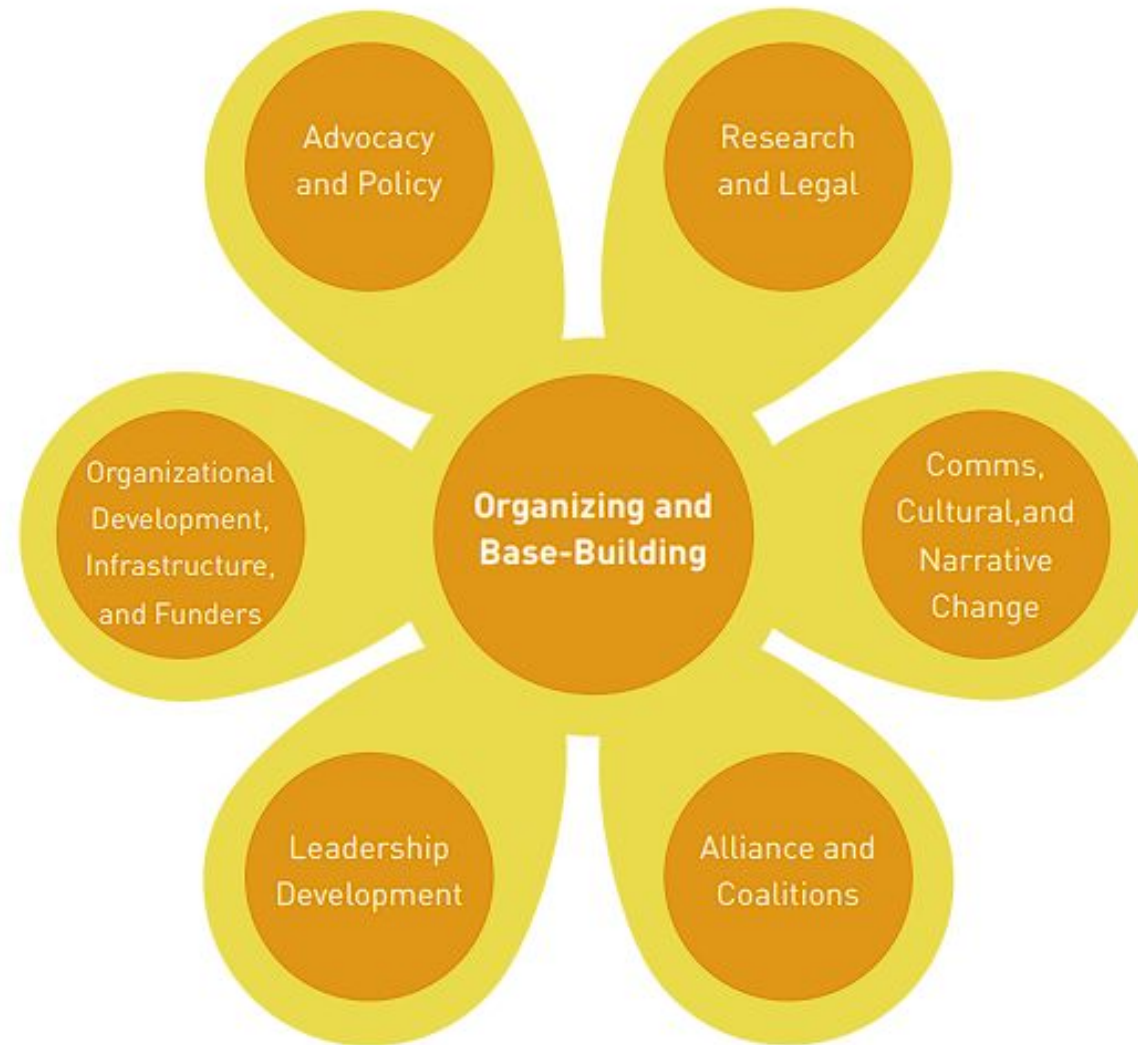 Advocacy
and Policy
Research
and Legal
Organizational
Development,
Infrastructure,
and Funders
Organizing and
Base-Building
Comms,
Cultural,and
Narrative
Change
Leadership
Development
Alliance and
Coalitions